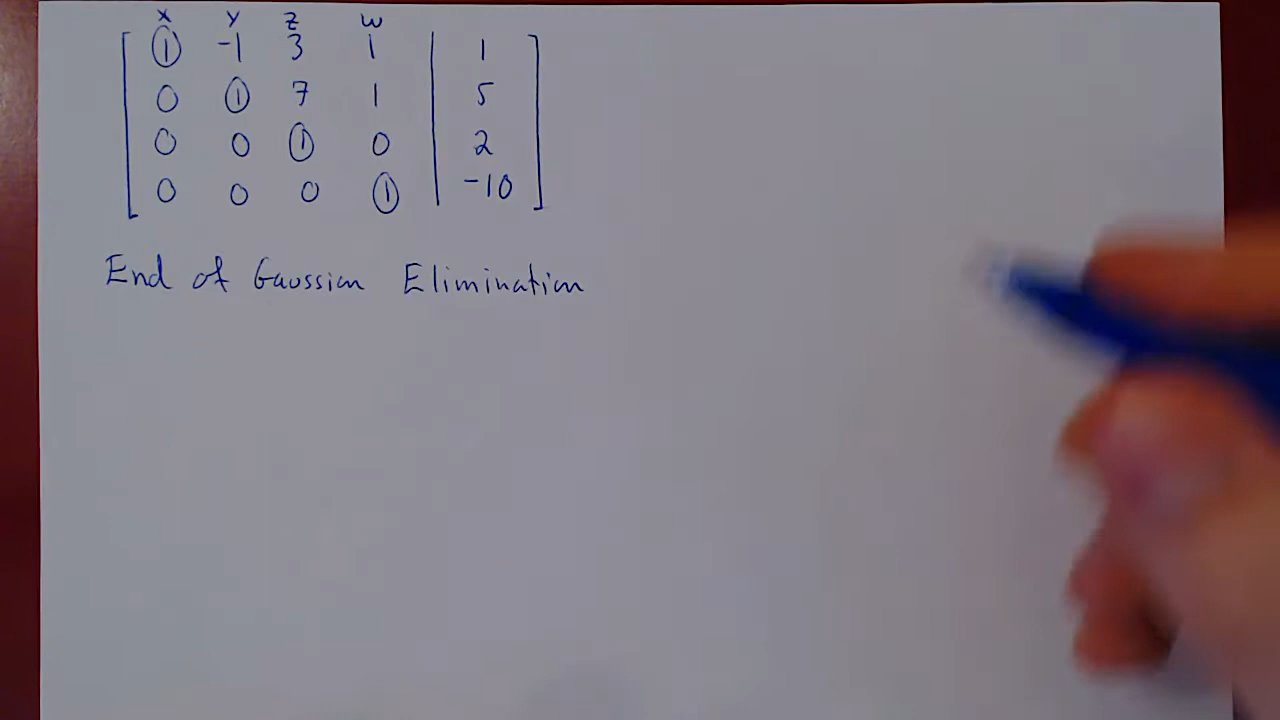 x y z w
1 -1 3 1 | 1
0 1 7 1 | 5
0 0 1 0 | 2
0 0 0 1 | -10
End of Gaussian Elimination